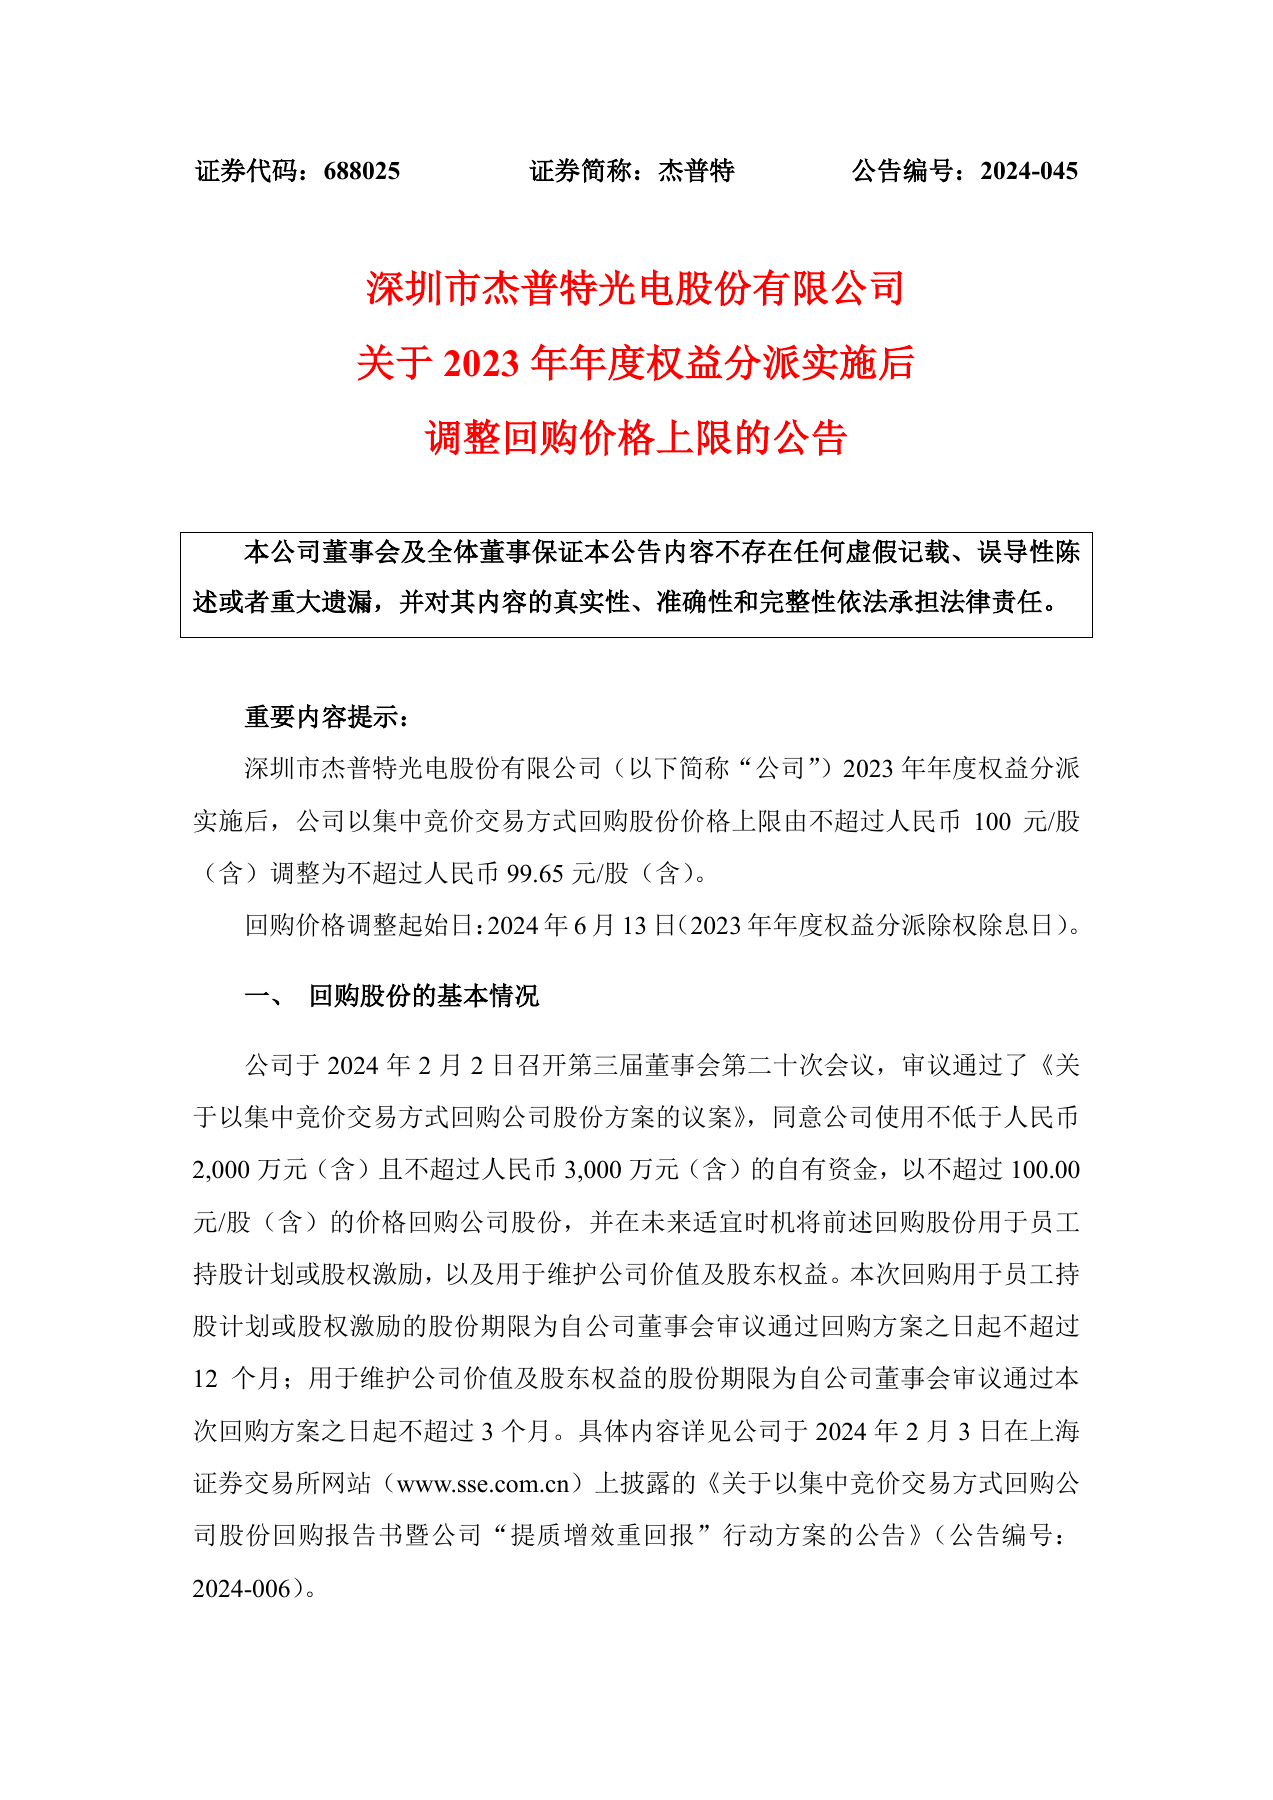 证券代码：688025 证券简称：杰普特 公告编号：2024-045
深圳市杰普特光电股份有限公司
关于 2023 年年度权益分派实施后
调整回购价格上限的公告
本公司董事会及全体董事保证本公告内容不存在任何虚假记载、误导性陈
述或者重大遗漏，并对其内容的真实性、准确性和完整性依法承担法律责任。
重要内容提示：
深圳市杰普特光电股份有限公司（以下简称“公司”）2023 年年度权益分派
实施后，公司以集中竞价交易方式回购股份价格上限由不超过人民币 100 元/股
（含）调整为不超过人民币 99.65 元/股（含）。
回购价格调整起始日：2024 年 6 月 13 日（2023 年年度权益分派除权除息日）。
一、 回购股份的基本情况
公司于 2024 年 2 月 2 日召开第三届董事会第二十次会议，审议通过了《关
于以集中竞价交易方式回购公司股份方案的议案》，同意公司使用不低于人民币
2,000 万元（含）且不超过人民币 3,000 万元（含）的自有资金，以不超过 100.00
元/股（含）的价格回购公司股份，并在未来适宜时机将前述回购股份用于员工
持股计划或股权激励，以及用于维护公司价值及股东权益。本次回购用于员工持
股计划或股权激励的股份期限为自公司董事会审议通过回购方案之日起不超过
12 个月；用于维护公司价值及股东权益的股份期限为自公司董事会审议通过本
次回购方案之日起不超过 3 个月。具体内容详见公司于 2024 年 2 月 3 日在上海
证券交易所网站（www.sse.com.cn）上披露的《关于以集中竞价交易方式回购公
司股份回购报告书暨公司“提质增效重回报”行动方案的公告》（公告编号：
2024-006）。